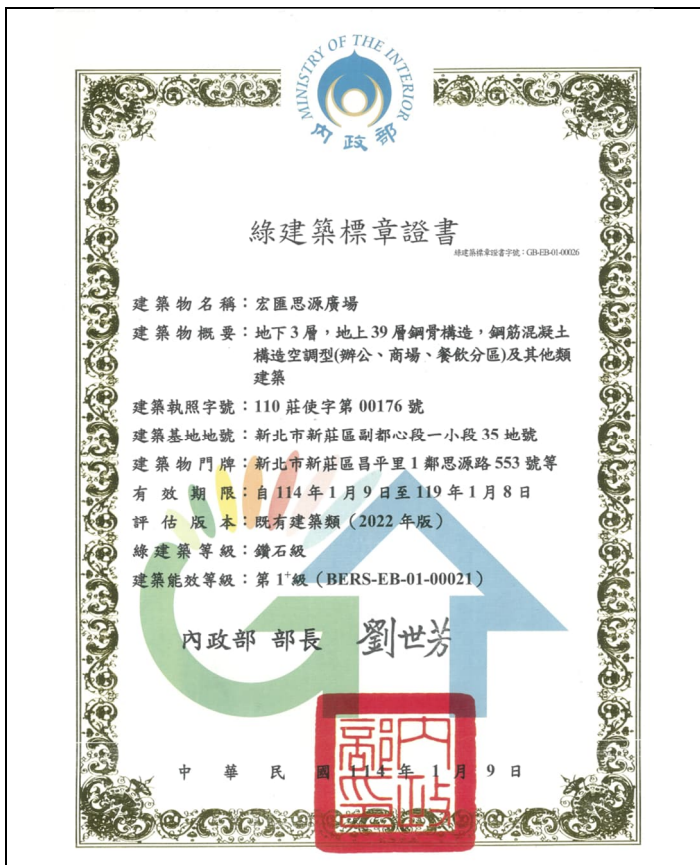 MINISTRY OF THE INTERIOR
內政部
綠建築標章證書
綠建築標章證書字號：GB-EB-01-00026
建築物名稱：宏匯思源廣場
建築物概要：地下3層，地上39層鋼骨構造，鋼筋混凝土
構造空調型(辦公、商場、餐飲分區)及其他類
建築
建築執照字號：110莊使字第00176號
建築基地地號：新北市新莊區副都心段一小段35地號
建築物門牌：新北市新莊區昌平里1鄰思源路553號等
有效期限：自114年1月9日至119年1月8日
評估版本：既有建築類（2022年版）
綠建築等級：鑽石級
建築能效等級：第1⁺級（BERS-EB-01-00021）
內政部 部長 劉世芳
中華民國114年1月9日
內政部印